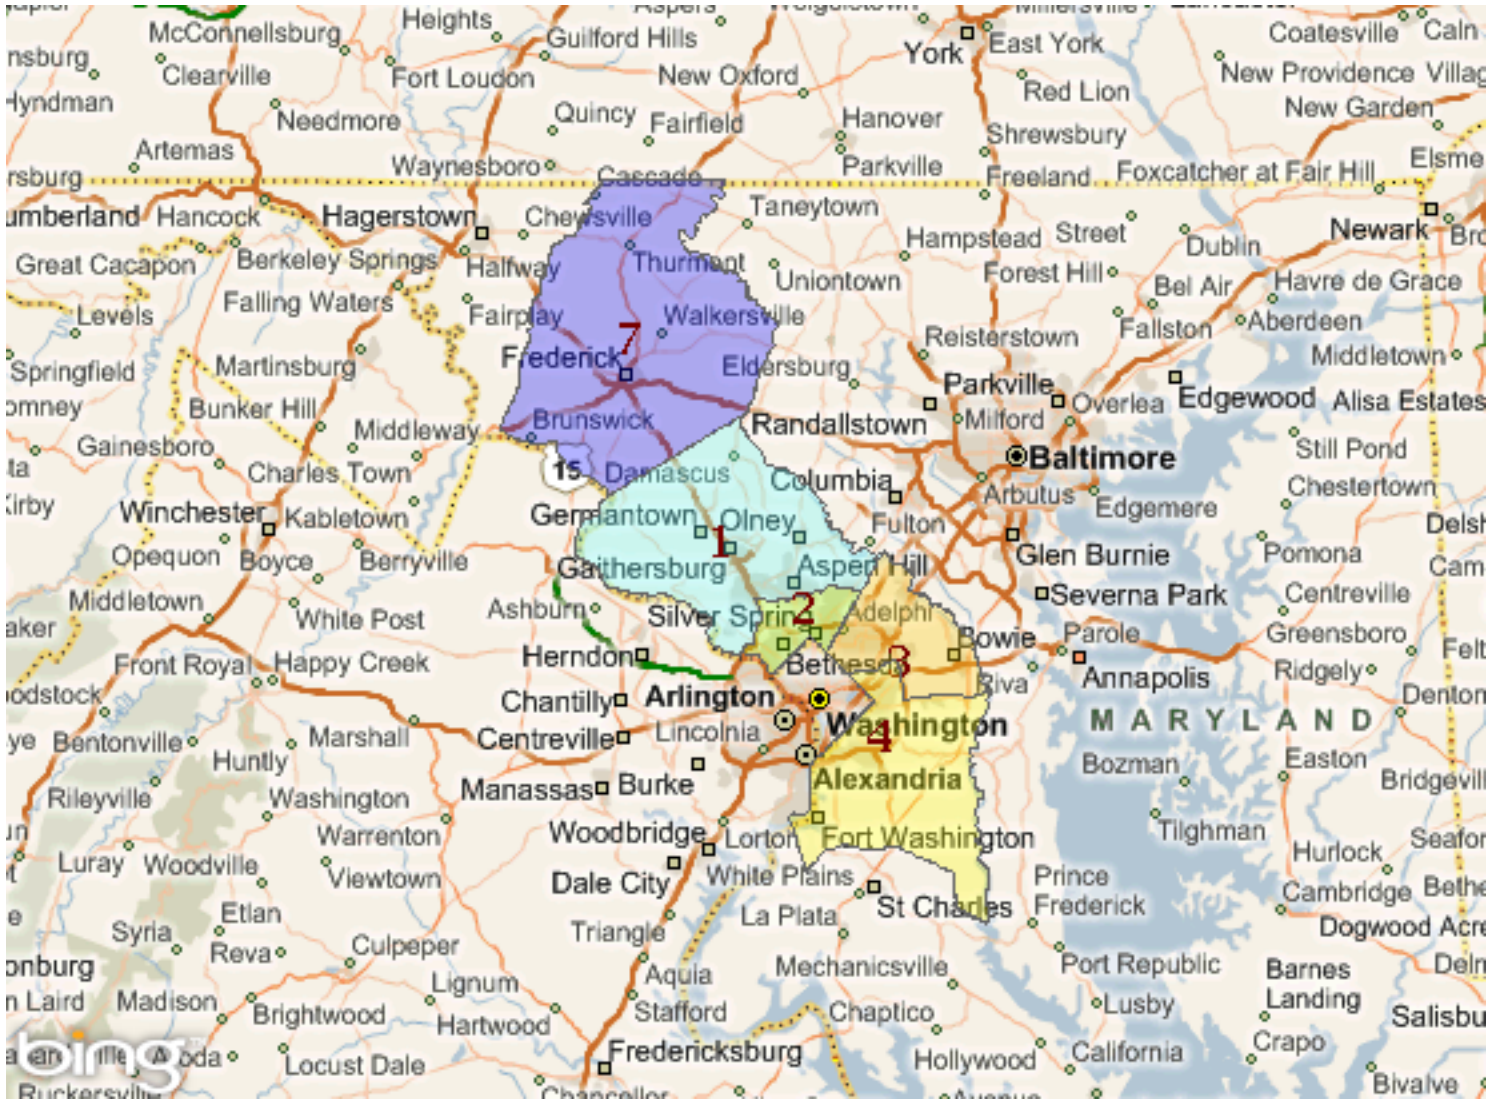 McConnellsburg
Heights
Guilford Hills
York
East York
Coatesville
Caln
Clearville
Fort Loudon
New Oxford
Red Lion
New Providence
Hyndman
Needmore
Quincy
Fairfield
Hanover
Shrewsbury
New Garden
Artemas
Waynesboro
Cascade
Parkville
Freeland
Foxcatcher at Fair Hill
Hancock
Hagerstown
Chewsville
Taneytown
Hampstead
Street
Dublin
Newark
Great Cacapon
Berkeley Springs
Halfway
Thurmont
Uniontown
Forest Hill
Bel Air
Havre de Grace
Levels
Falling Waters
Fairplay
7
Walkersville
Reisterstown
Fallston
Aberdeen
Springfield
Martinsburg
Frederick
Eldersburg
Parkville
Edgewood
Middletown
Bunker Hill
Middleway
Brunswick
Randallstown
Milford
Overlea
Alisa Estates
Gainesboro
Charles Town
15
Damascus
Columbia
Baltimore
Still Pond
Winchester
Kabletown
Germantown
Olney
Fulton
Arbutus
Edgemere
Chestertown
Opequon
Boyce
Berryville
Gaithersburg
1
Aspen Hill
Glen Burnie
Pomona
Middletown
White Post
Ashburn
Silver Spring
2
Adelphi
Severna Park
Centreville
Front Royal
Happy Creek
Herndon
Bethesda
3
Bowie
Parole
Annapolis
Greensboro
Ridgely
Chantilly
Arlington
Washington
Riva
MARYLAND
Denton
Bentonville
Marshall
Centreville
Lincolnia
4
Bozman
Easton
Huntly
Rileyville
Washington
Manassas
Burke
Alexandria
Bridgevill
Luray
Woodville
Warrenton
Viewtown
Woodbridge
Lorton
Fort Washington
Tilghman
Hurlock
Dale City
White Plains
St Charles
Prince
Frederick
Cambridge
Syria
Etlan
Reva
Culpeper
Triangle
La Plata
Dogwood Acre
Madison
Lignum
Aquia
Mechanicsville
Port Republic
Barnes
Landing
Brightwood
Hartwood
Stafford
Chaptico
Lusby
Salisbu
bing
Locust Dale
Fredericksburg
Hollywood
California
Crapo
Ruckersville
Chancellor
Bivalve